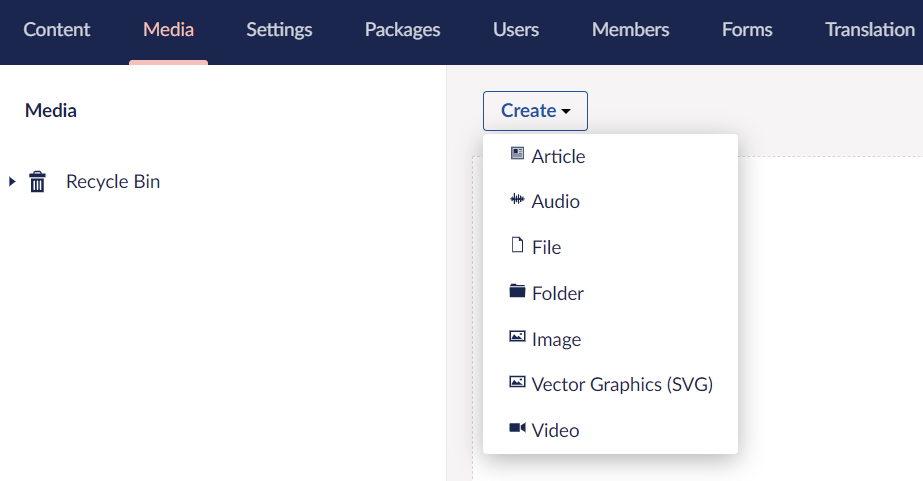 Content Media Settings Packages Users Members Forms Translation
Media
Recycle Bin
Create
Article
Audio
File
Folder
Image
Vector Graphics (SVG)
Video